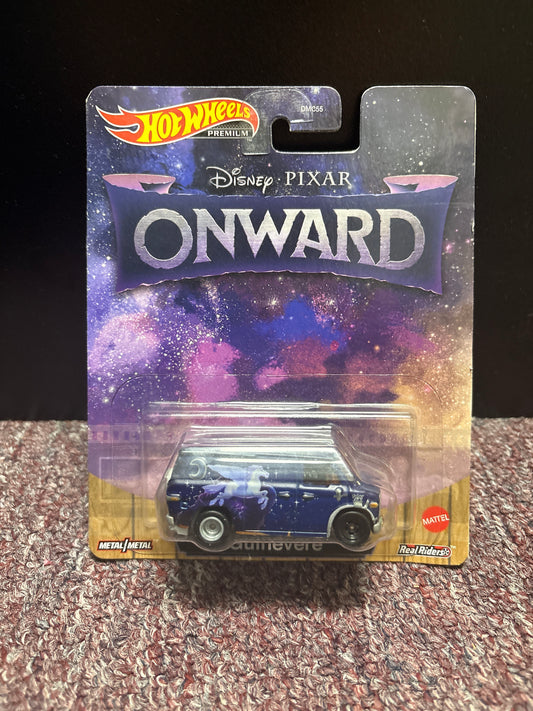 HOT WHEELS
PREMIUM
DMC55
Disney · PIXAR
ONWARD
Guinevere
METAL/METAL
MATTEL
Real Riders